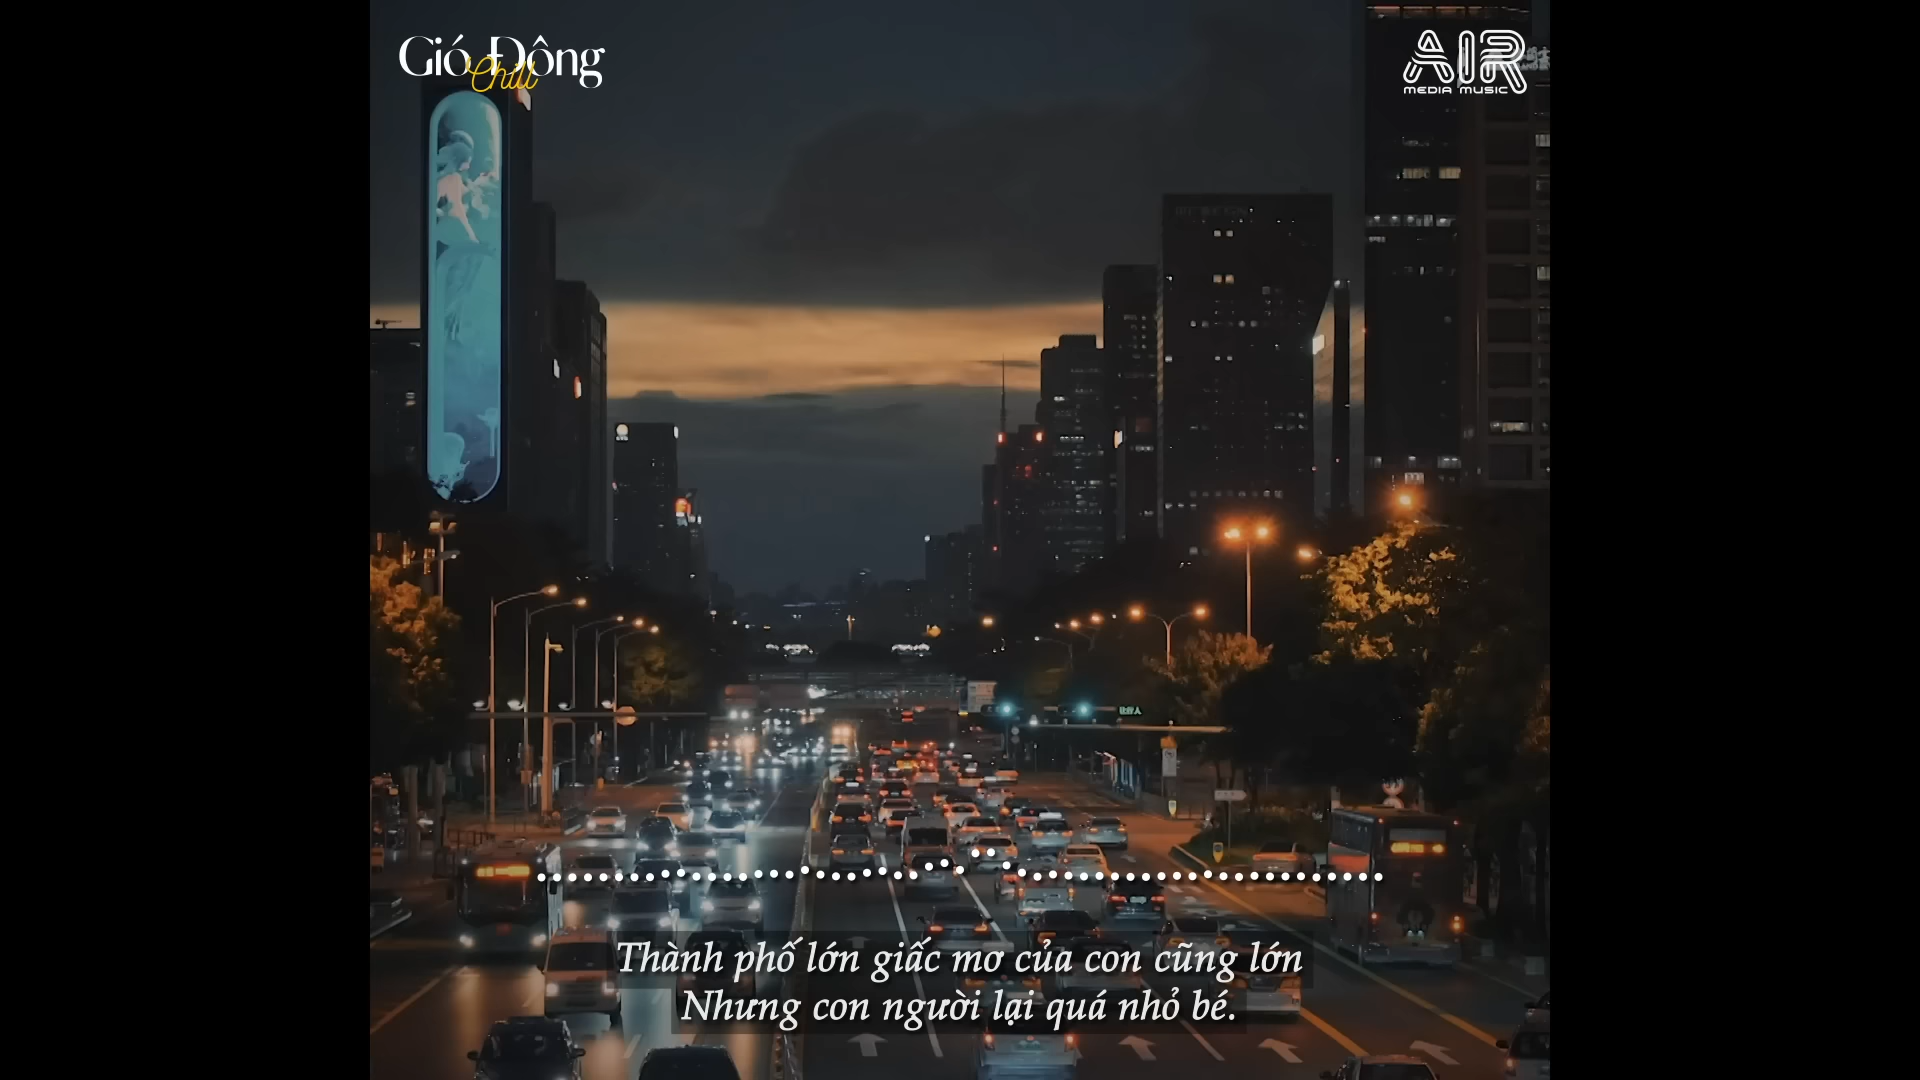 Gió Đông
Chill
AIR
MEDIA MUSIC
Thành phố lớn giấc mơ của con cũng lớn
Nhưng con người lại quá nhỏ bé.